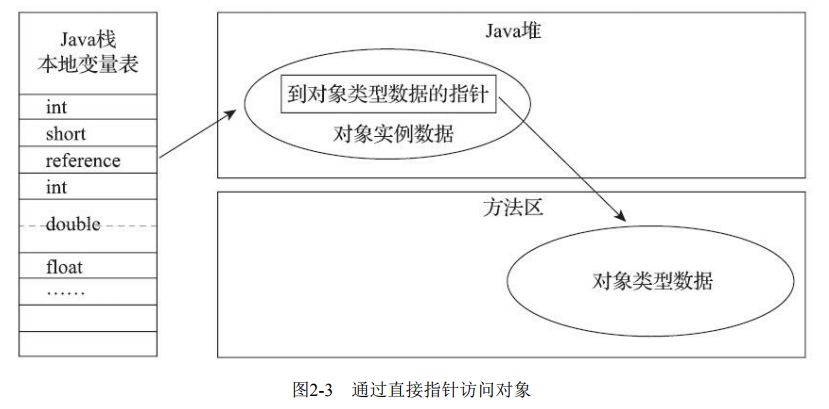 Java栈
本地变量表
int
short
reference
int
double
float
……
Java堆
到对象类型数据的指针
对象实例数据
方法区
对象类型数据
图2-3 通过直接指针访问对象